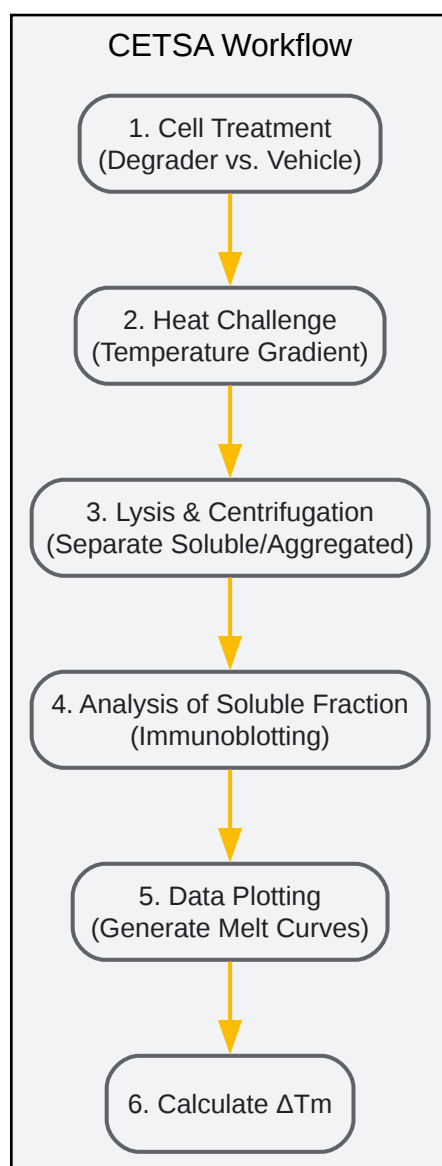 CETSA Workflow
1. Cell Treatment
(Degrader vs. Vehicle)
2. Heat Challenge
(Temperature Gradient)
3. Lysis & Centrifugation
(Separate Soluble/Aggregated)
4. Analysis of Soluble Fraction
(Immunoblotting)
5. Data Plotting
(Generate Melt Curves)
6. Calculate ΔTm